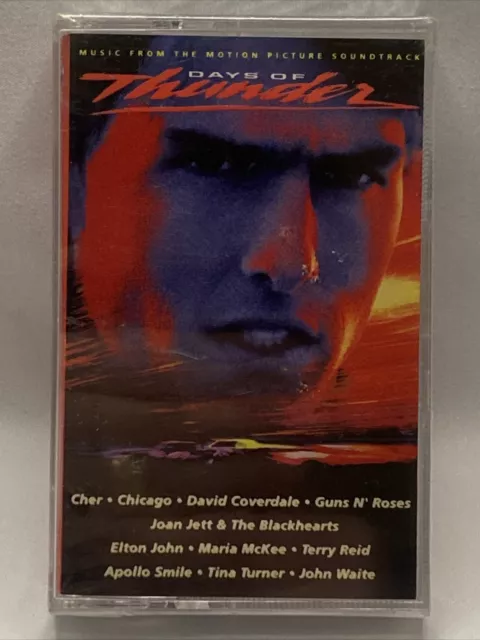 MUSIC FROM THE MOTION PICTURE SOUNDTRACK
DAYS OF
Thunder
Cher • Chicago • David Coverdale • Guns N' Roses
Joan Jett & The Blackhearts
Elton John • Maria McKee • Terry Reid
Apollo Smile • Tina Turner • John Waite